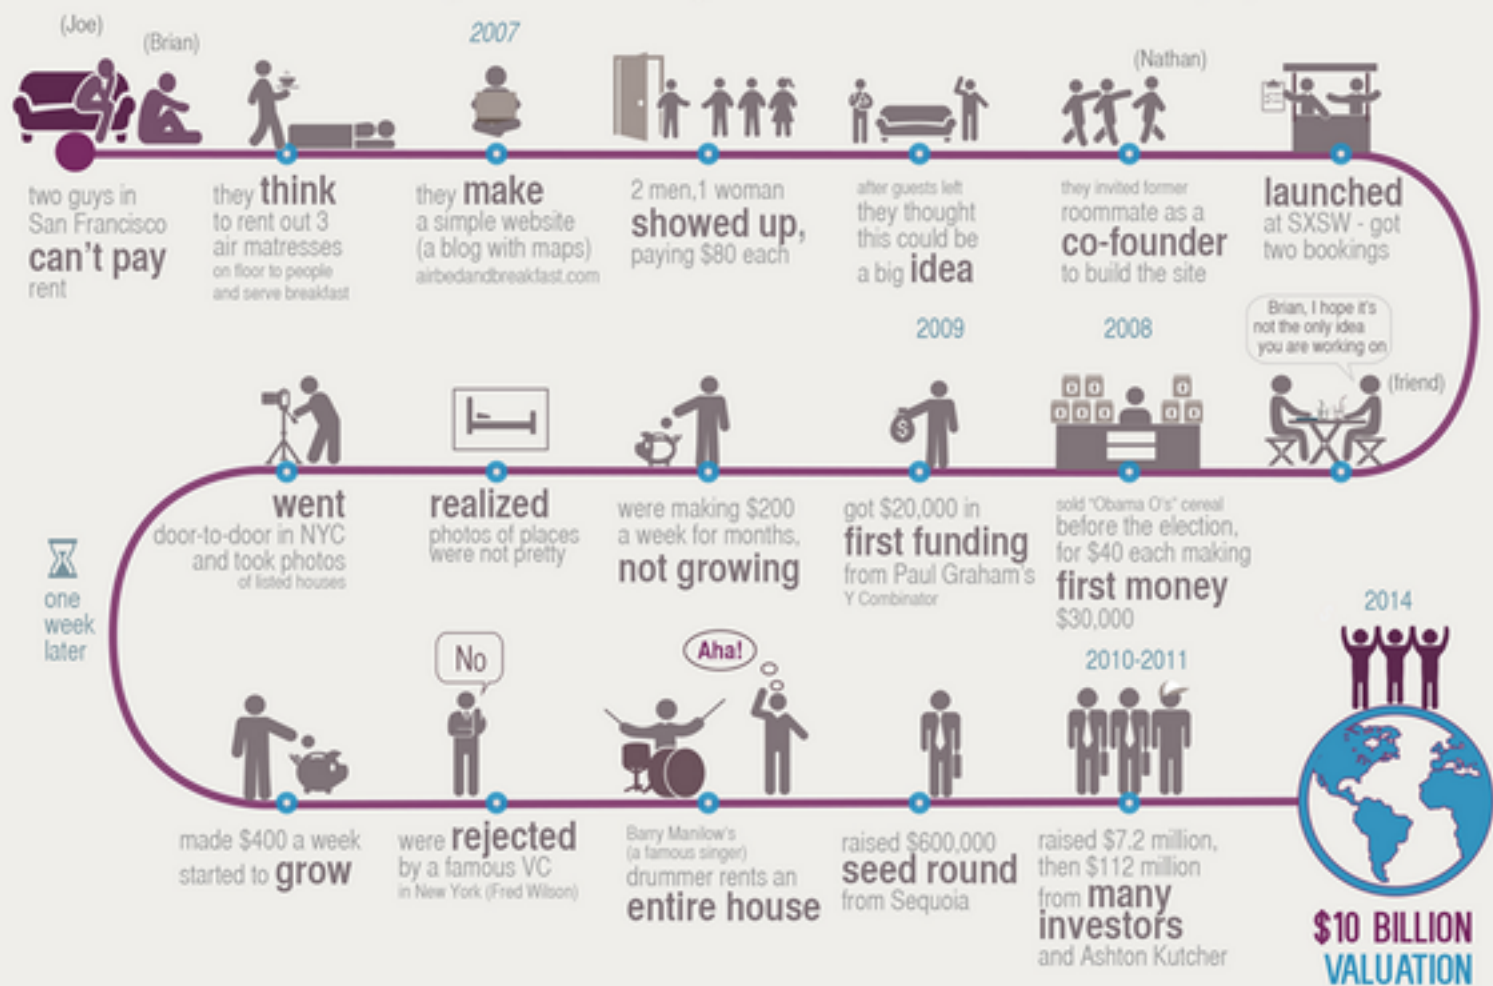 (Joe)
(Brian)
two guys in
San Francisco
can't pay
rent
they think
to rent out 3
air matresses
on floor to people
and serve breakfast
2007
they make
a simple website
(a blog with maps)
airbedandbreakfast.com
2 men,1 woman
showed up,
paying $80 each
after guests left
they thought
this could be
a big idea
(Nathan)
they invited former
roommate as a
co-founder
to build the site
launched
at SXSW - got
two bookings
Brian, I hope it's
not the only idea
you are working on
(friend)
2008
sold "Obama O's" cereal
before the election,
for $40 each making
first money
$30,000
2009
$
got $20,000 in
first funding
from Paul Graham's
Y Combinator
were making $200
a week for months,
not growing
realized
photos of places
were not pretty
went
door-to-door in NYC
and took photos
of listed houses
one
week
later
made $400 a week
started to grow
No
were rejected
by a famous VC
in New York (Fred Wilson)
Aha!
Barry Manilow's
(a famous singer)
drummer rents an
entire house
raised $600,000
seed round
from Sequoia
2010-2011
raised $7.2 million,
then $112 million
from many
investors
and Ashton Kutcher
2014
$10 BILLION
VALUATION